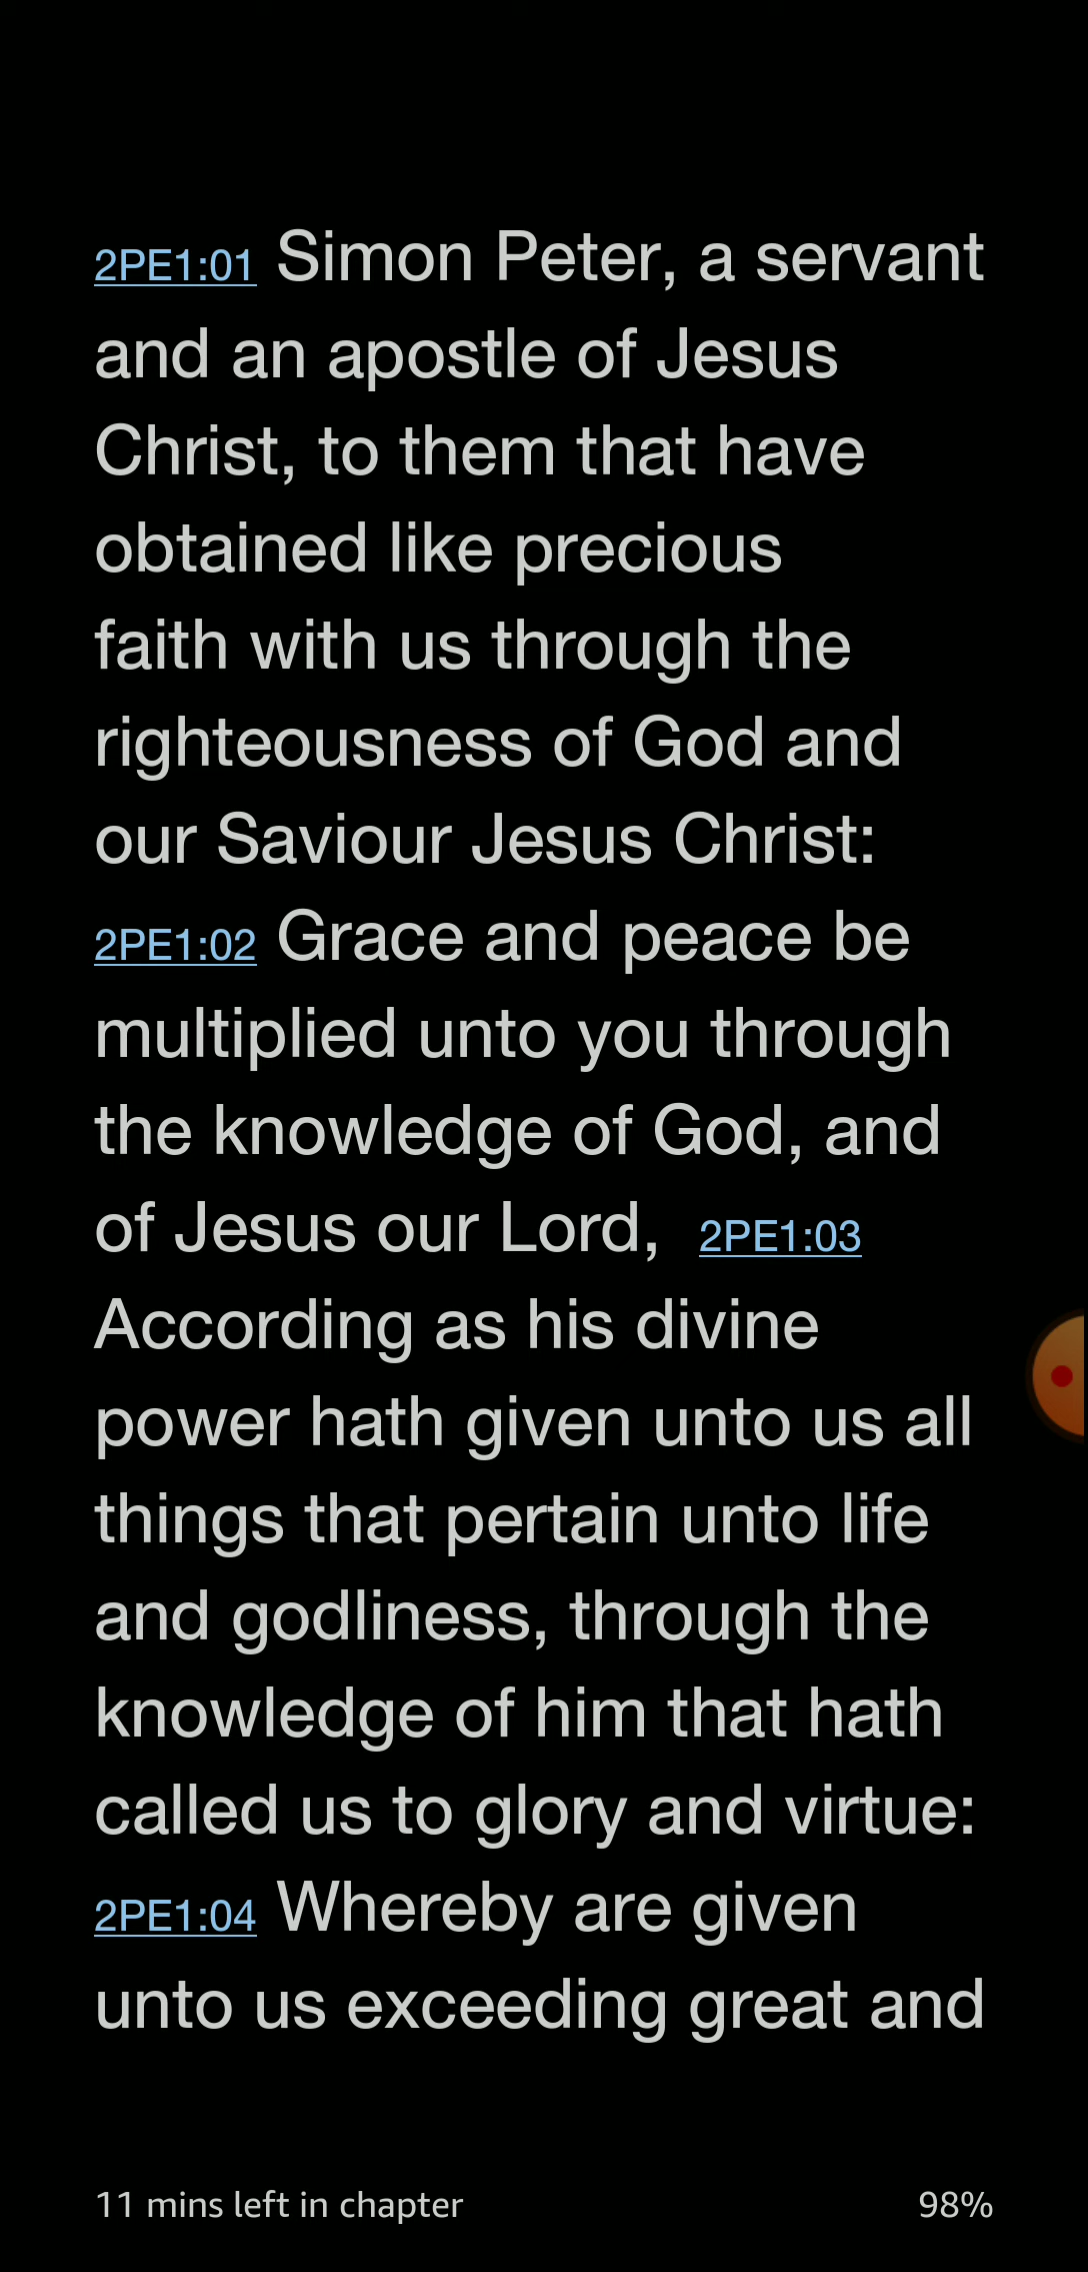 2PE1:01 Simon Peter, a servant
and an apostle of Jesus
Christ, to them that have
obtained like precious
faith with us through the
righteousness of God and
our Saviour Jesus Christ:
2PE1:02 Grace and peace be
multiplied unto you through
the knowledge of God, and
of Jesus our Lord, 2PE1:03
According as his divine
power hath given unto us all
things that pertain unto life
and godliness, through the
knowledge of him that hath
called us to glory and virtue:
2PE1:04 Whereby are given
unto us exceeding great and
11 mins left in chapter 98%